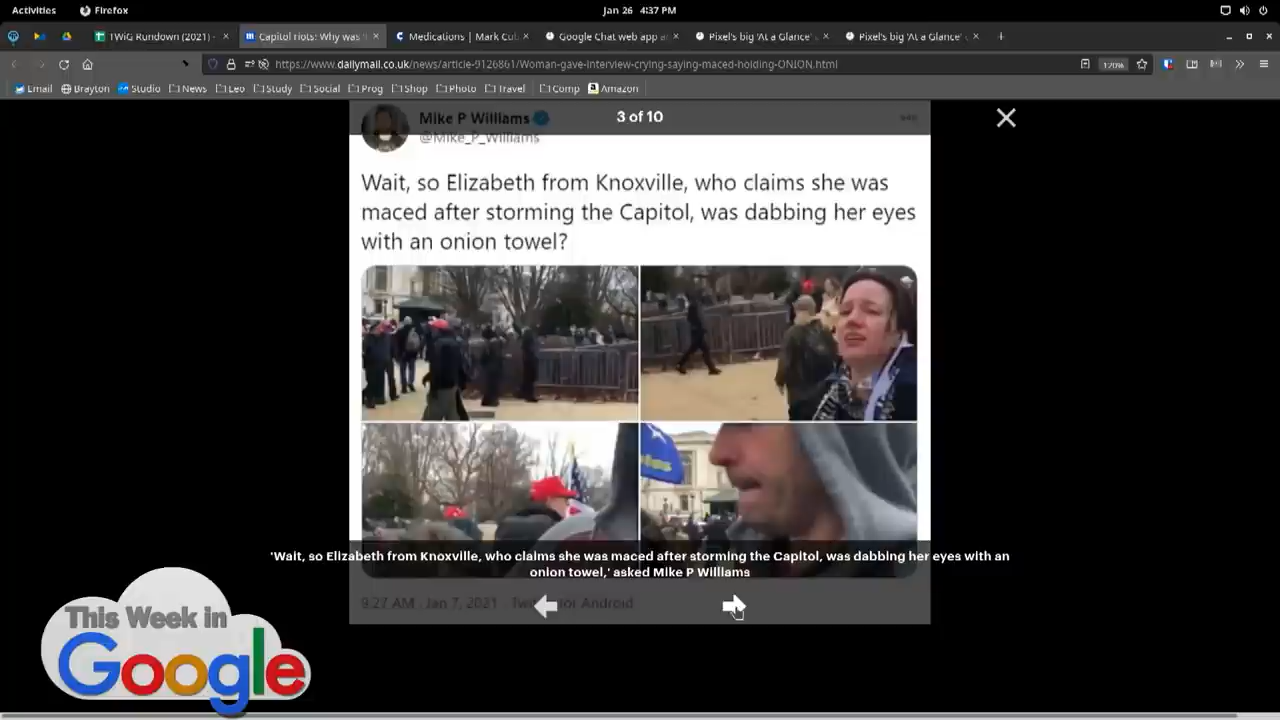 Activities Firefox Jan 26 4:37 PM
TWiG Rundown (2021) - × Capitol riots: Why was × Medications | Mark Cu × Google Chat web app a × Pixel's big 'At a Glance' × Pixel's big 'At a Glance' ×
https://www.dailymail.co.uk/news/article-9126861/Woman-gave-interview-crying-saying-maced-holding-ONION.html 120%
Email Brayton Studio News Leo Study Social Prog Shop Photo Travel Comp Amazon
Mike P Williams 3 of 10
@Mike_P_Williams
Wait, so Elizabeth from Knoxville, who claims she was
maced after storming the Capitol, was dabbing her eyes
with an onion towel?
'Wait, so Elizabeth from Knoxville, who claims she was maced after storming the Capitol, was dabbing her eyes with an
onion towel,' asked Mike P Williams
9:27 AM · Jan 7, 2021 · Android
This Week in
Google